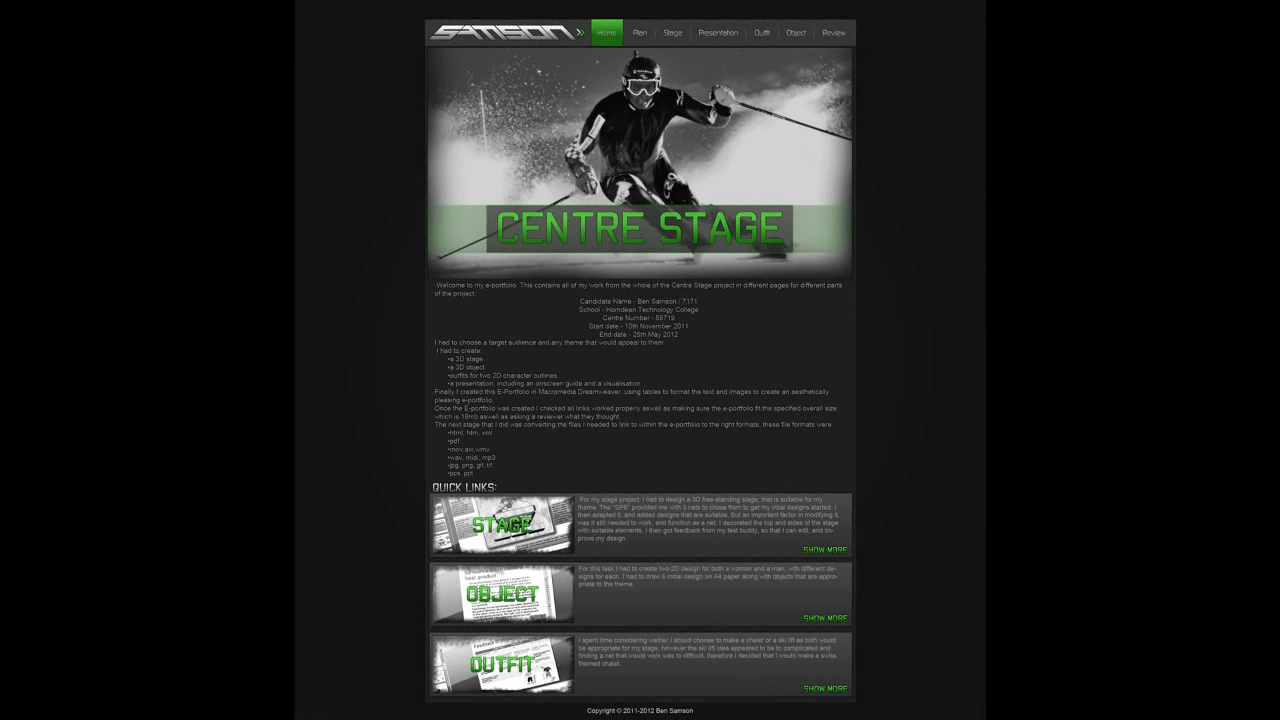 SAMSON
Home Plan Stage Presentation Outfit Object Review
CENTRE STAGE
Welcome to my e-portfolio. This contains all of my work from the whole of the Centre Stage project in different pages for different parts
of the project.
Candidate Name - Ben Samson / 7171
School - Horndean Technology College
Centre Number - 58719
Start date - 10th November 2011
End date - 25th May 2012
I had to choose a target audience and any theme that would appeal to them
I had to create:
•a 3D stage
•a 3D object
•outfits for two 2D character outlines
•a presentation, including an onscreen guide and a visualisation
Finally I created this E-Portfolio in Macromedia Dreamweaver, using tables to format the text and images to create an aesthetically
pleasing e-portfolio.
Once the E-portfolio was created I checked all links worked properly aswell as making sure the e-portfolio fit the specified overall size
which is 18mb aswell as asking a reviewer what they thought.
The next stage that I did was converting the files I needed to link to within the e-portfolio to the right formats, these file formats were:
•html, htm, xml
•pdf
•mov,avi,wmv
•wav, midi, mp3
•jpg, png, gif, tif
•pps, ppt
QUICK LINKS:
STAGE
For my stage project; I had to design a 3D free-standing stage, that is suitable for my
theme. The "SPB" provided me with 3 nets to chose from to get my intial designs started. I
then adapted it, and added designs that are suitable. But an important factor in modifying it,
was it still needed to work, and function as a net. I decorated the top and sides of the stage
with suitable elements. I then got feedback from my test buddy, so that I can edit, and im-
prove my design.
SHOW MORE
OBJECT
For this task I had to create two 2D design for both a women and a man, with different de-
signs for each. I had to draw 6 initial design on A4 paper along with objects that are appro-
priate to the theme.
SHOW MORE
OUTFIT
I spent time considering wether I shoud choose to make a chalet or a ski lift as both would
be appropriate for my stage, however the ski lift idea appeared to be to complicated and
finding a net that would work was to difficult, therefore I decided that I would make a swiss
themed chalet.
SHOW MORE
Copyright © 2011-2012 Ben Samson